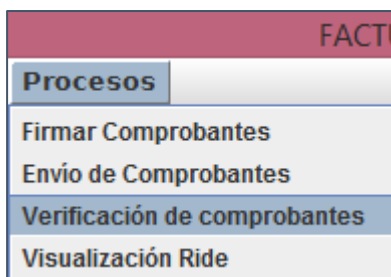 FACTU
Procesos
Firmar Comprobantes
Envío de Comprobantes
Verificación de comprobantes
Visualización Ride